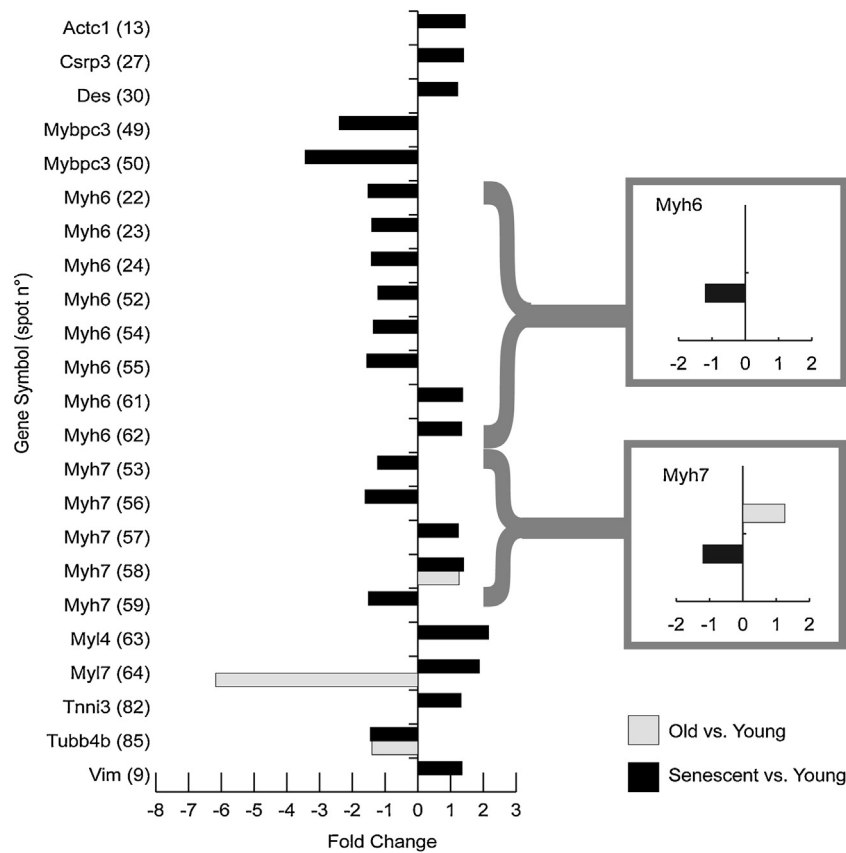 Actc1 (13)
Csrp3 (27)
Des (30)
Mybpc3 (49)
Mybpc3 (50)
Myh6 (22)
Myh6 (23)
Myh6 (24)
Myh6 (52)
Myh6 (54)
Myh6 (55)
Myh6 (61)
Myh6 (62)
Myh7 (53)
Myh7 (56)
Myh7 (57)
Myh7 (58)
Myh7 (59)
Myl4 (63)
Myl7 (64)
Tnni3 (82)
Tubb4b (85)
Vim (9)
Gene Symbol (spot n°)
-8 -7 -6 -5 -4 -3 -2 -1 0 1 2 3
Fold Change
Myh6
-2 -1 0 1 2
Myh7
-2 -1 0 1 2
Old vs. Young
Senescent vs. Young